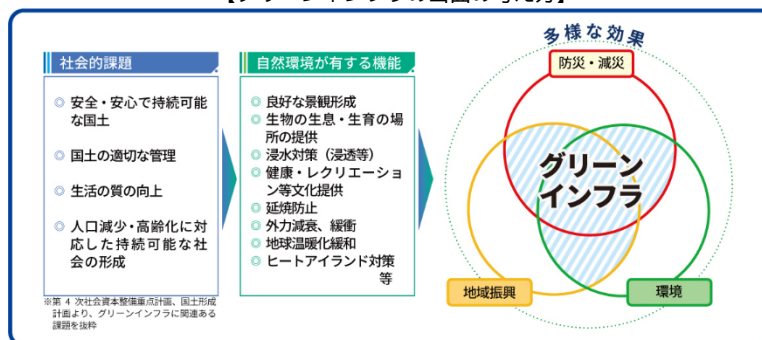 社会的課題
◎ 安全・安心で持続可能
な国土
◎ 国土の適切な管理
◎ 生活の質の向上
◎ 人口減少・高齢化に対
応した持続可能な社
会の形成
※第 4 次社会資本整備重点計画、国土形成
計画より、グリーンインフラに関連ある
課題を抜粋
自然環境が有する機能
◎ 良好な景観形成
◎ 生物の生息・生育の場
所の提供
◎ 浸水対策（浸透等）
◎ 健康・レクリエーショ
ン等文化提供
◎ 延焼防止
◎ 外力減衰、緩衝
◎ 地球温暖化緩和
◎ ヒートアイランド対策
等
多様な効果
防災・減災
グリーン
インフラ
地域振興
環境